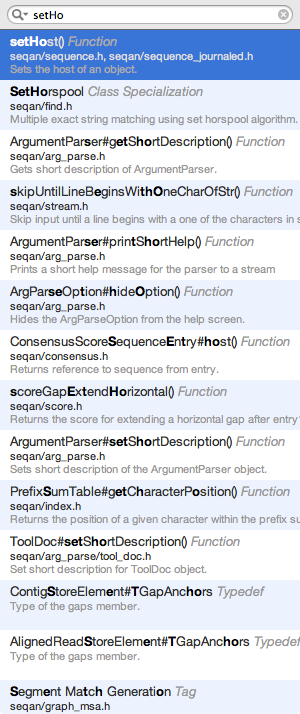 setHo
setHost() Function
seqan/sequence.h, seqan/sequence_journaled.h
Sets the host of an object.
SetHorspool Class Specialization
seqan/find.h
Multiple exact string matching using set horspool algorithm.
ArgumentParser#getShortDescription() Function
seqan/arg_parse.h
Gets short description of ArgumentParser.
skipUntilLineBeginsWithOneCharOfStr() Function
seqan/stream.h
Skip input until a line begins with a one of the characters in s
ArgumentParser#printShortHelp() Function
seqan/arg_parse.h
Prints a short help message for the parser to a stream
ArgParseOption#hideOption() Function
seqan/arg_parse.h
Hides the ArgParseOption from the help screen.
ConsensusScoreSequenceEntry#host() Function
seqan/consensus.h
Returns reference to sequence from entry.
scoreGapExtendHorizontal() Function
seqan/score.h
Returns the score for extending a horizontal gap after entry
ArgumentParser#setShortDescription() Function
seqan/arg_parse.h
Sets short description of the ArgumentParser object.
PrefixSumTable#getCharacterPosition() Function
seqan/index.h
Returns the position of a given character within the prefix su
ToolDoc#setShortDescription() Function
seqan/arg_parse/tool_doc.h
Set short description for ToolDoc object.
ContigStoreElement#TGapAnchors Typedef
Type of the gaps member.
AlignedReadStoreElement#TGapAnchors Typedef
Type of the gaps member.
Segment Match Generation Tag
seqan/graph_msa.h